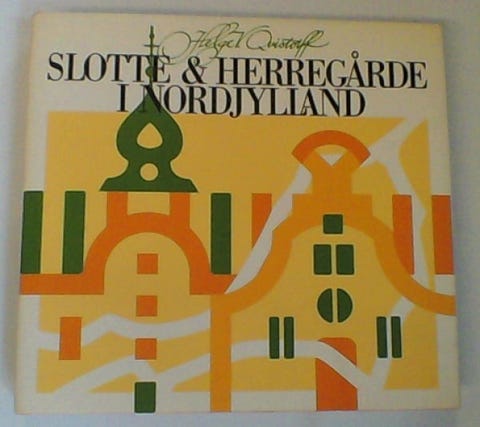 Helge V Qvistorff
SLOTTE & HERREGÅRDE
I NORDJYLLAND